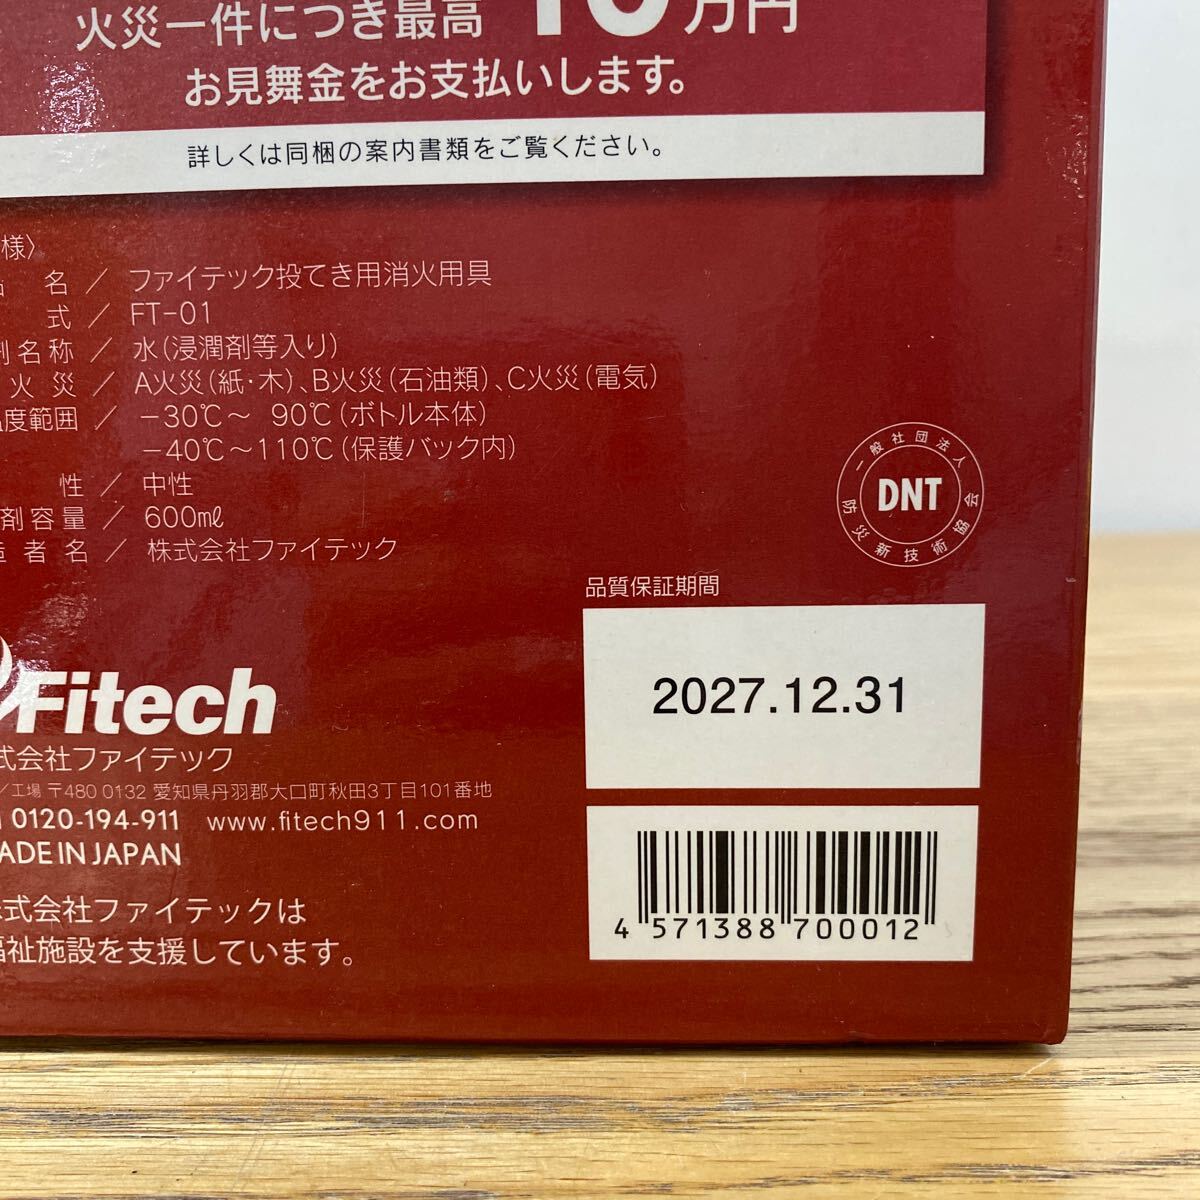 火災一件につき最高10万円
お見舞金をお支払いします。
詳しくは同梱の案内書類をご覧ください。
様〉
名 / ファイテック投てき用消火用具
式 / FT-01
剤名称 / 水(浸潤剤等入り)
火災 / A火災(紙・木)、B火災(石油類)、C火災(電気)
温度範囲 / −30℃〜 90℃(ボトル本体)
−40℃〜110℃(保護パック内)
性 / 中性
剤容量 / 600㎖
造者名 / 株式会社ファイテック
一般社団法人
DNT
防災新技術協会
品質保証期間
2027.12.31
Fitech
式会社ファイテック
/工場 〒480 0132 愛知県丹羽郡大口町秋田3丁目101番地
0120-194-911 www.fitech911.com
ADE IN JAPAN
株式会社ファイテックは
福祉施設を支援しています。
4 571388 700012